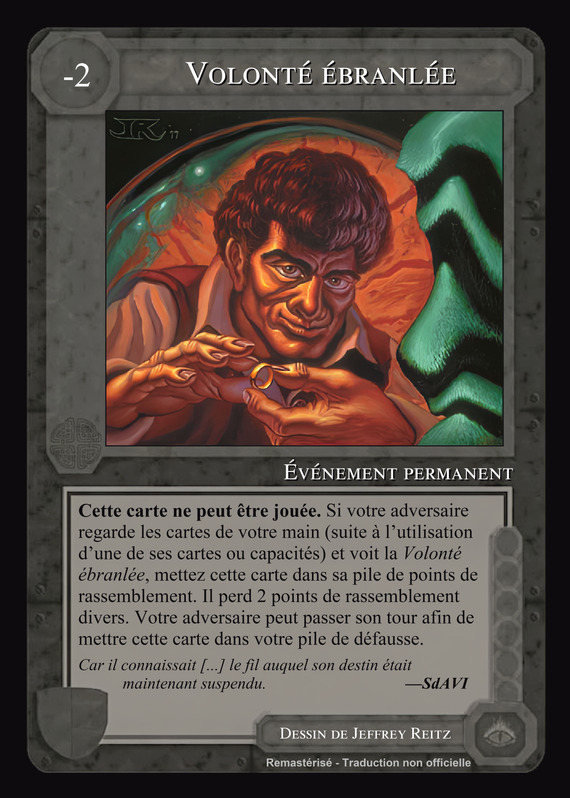 -2
Volonté ébranlée
JR '77
Événement permanent
Cette carte ne peut être jouée. Si votre adversaire
regarde les cartes de votre main (suite à l'utilisation
d'une de ses cartes ou capacités) et voit la Volonté
ébranlée, mettez cette carte dans sa pile de points de
rassemblement. Il perd 2 points de rassemblement
divers. Votre adversaire peut passer son tour afin de
mettre cette carte dans votre pile de défausse.
Car il connaissait [...] le fil auquel son destin était
maintenant suspendu. —SdAVI
Dessin de Jeffrey Reitz
Remastérisé - Traduction non officielle